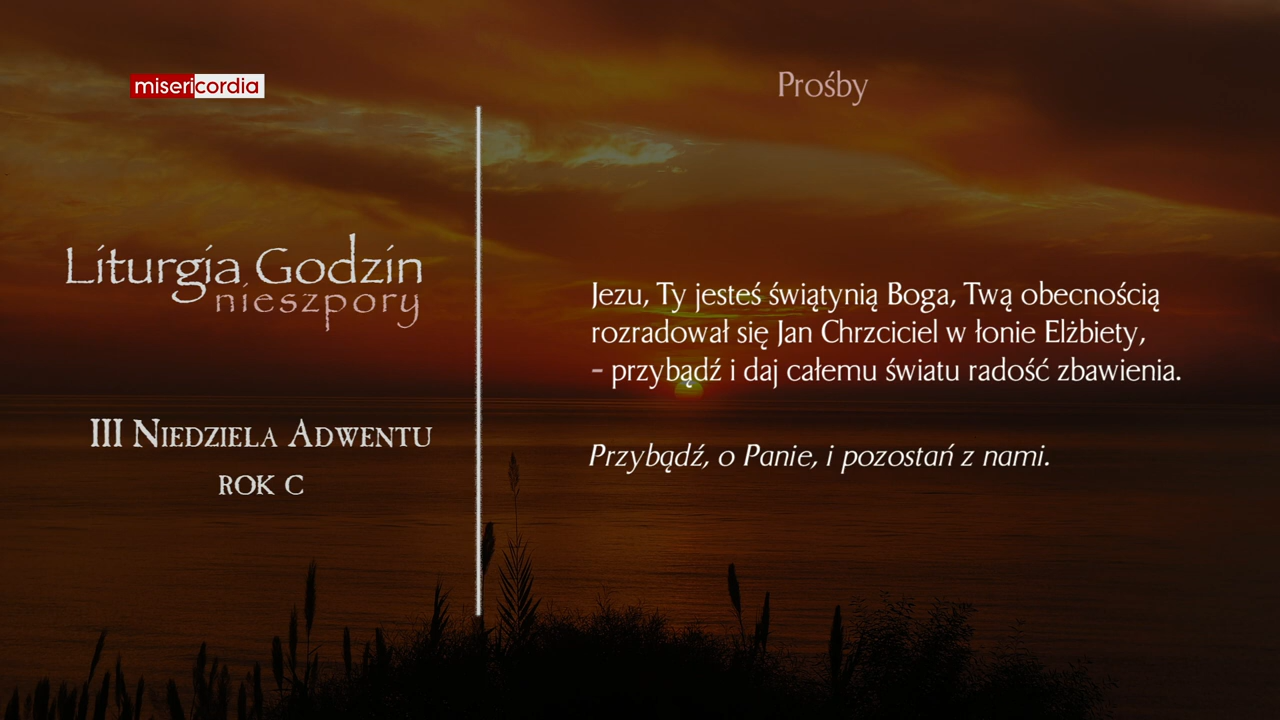 misericordia
Prośby
Liturgia Godzin
nieszpory
III Niedziela Adwentu
rok C
Jezu, Ty jesteś świątynią Boga, Twą obecnością
rozradował się Jan Chrzciciel w łonie Elżbiety,
- przybądź i daj całemu światu radość zbawienia.
Przybądź, o Panie, i pozostań z nami.